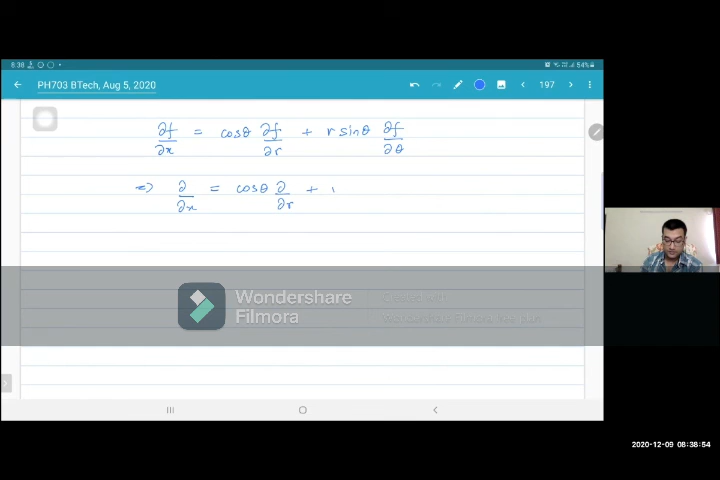 8:38 54%
PH703 BTech, Aug 5, 2020 197
∂f/∂x = cosθ ∂f/∂r + r sinθ ∂f/∂θ
=> ∂/∂x = cosθ ∂/∂r +
Wondershare
Filmora
2020-12-09 08:38:54